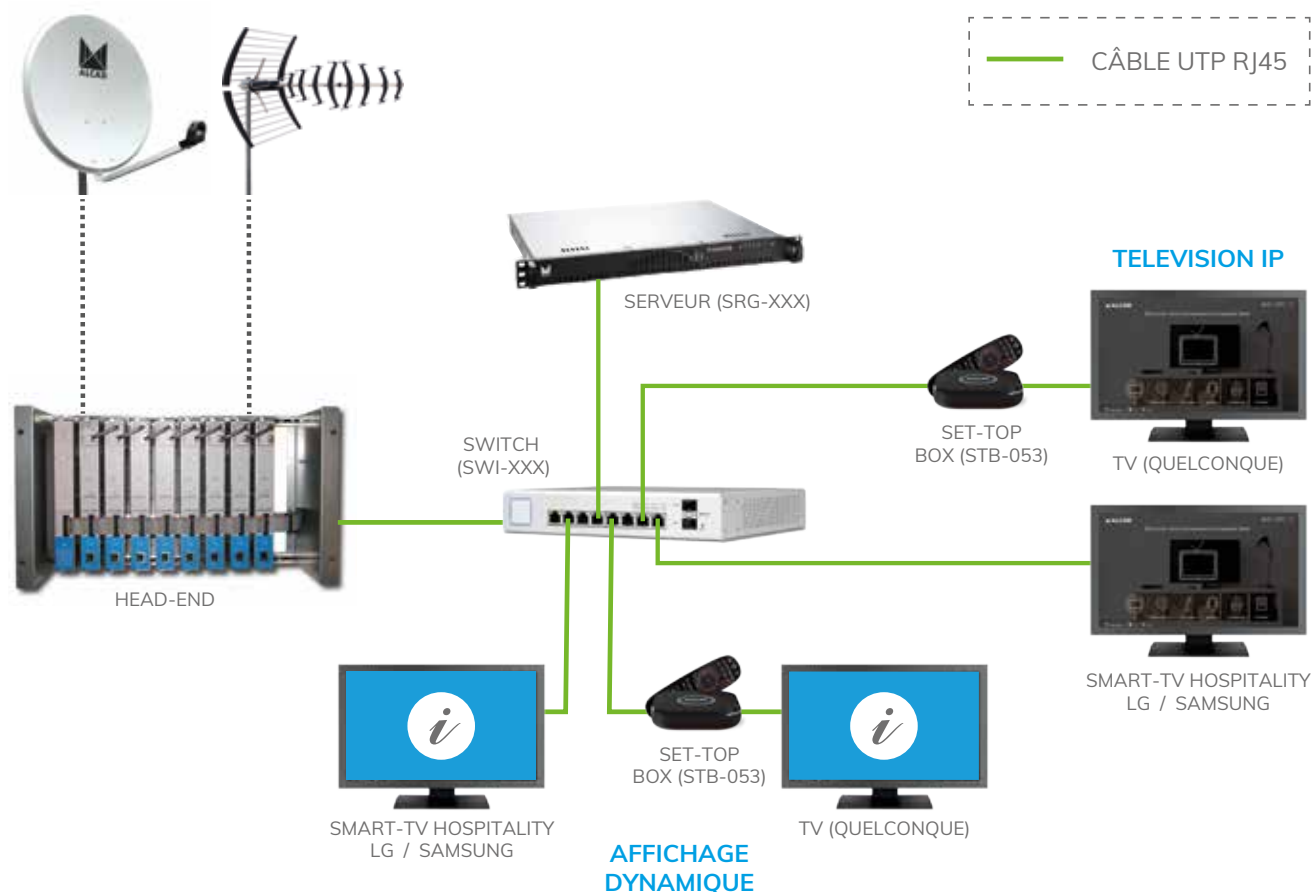 ALCAD
CÂBLE UTP RJ45
SERVEUR (SRG-XXX)
TELEVISION IP
SWITCH
(SWI-XXX)
SET-TOP
BOX (STB-053)
TV (QUELCONQUE)
HEAD-END
SMART-TV HOSPITALITY
LG / SAMSUNG
SET-TOP
BOX (STB-053)
SMART-TV HOSPITALITY
LG / SAMSUNG
TV (QUELCONQUE)
AFFICHAGE
DYNAMIQUE